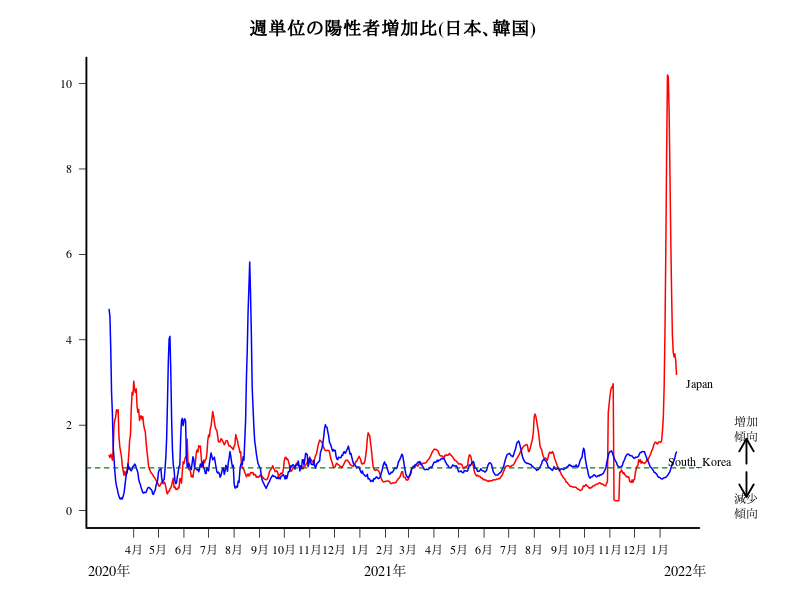 週単位の陽性者増加比(日本、韓国)
10
8
6
4
2
0
Japan
South_Korea
増加
傾向
減少
傾向
4月 5月 6月 7月 8月 9月 10月 11月 12月 1月 2月 3月 4月 5月 6月 7月 8月 9月 10月 11月 12月 1月
2020年 2021年 2022年